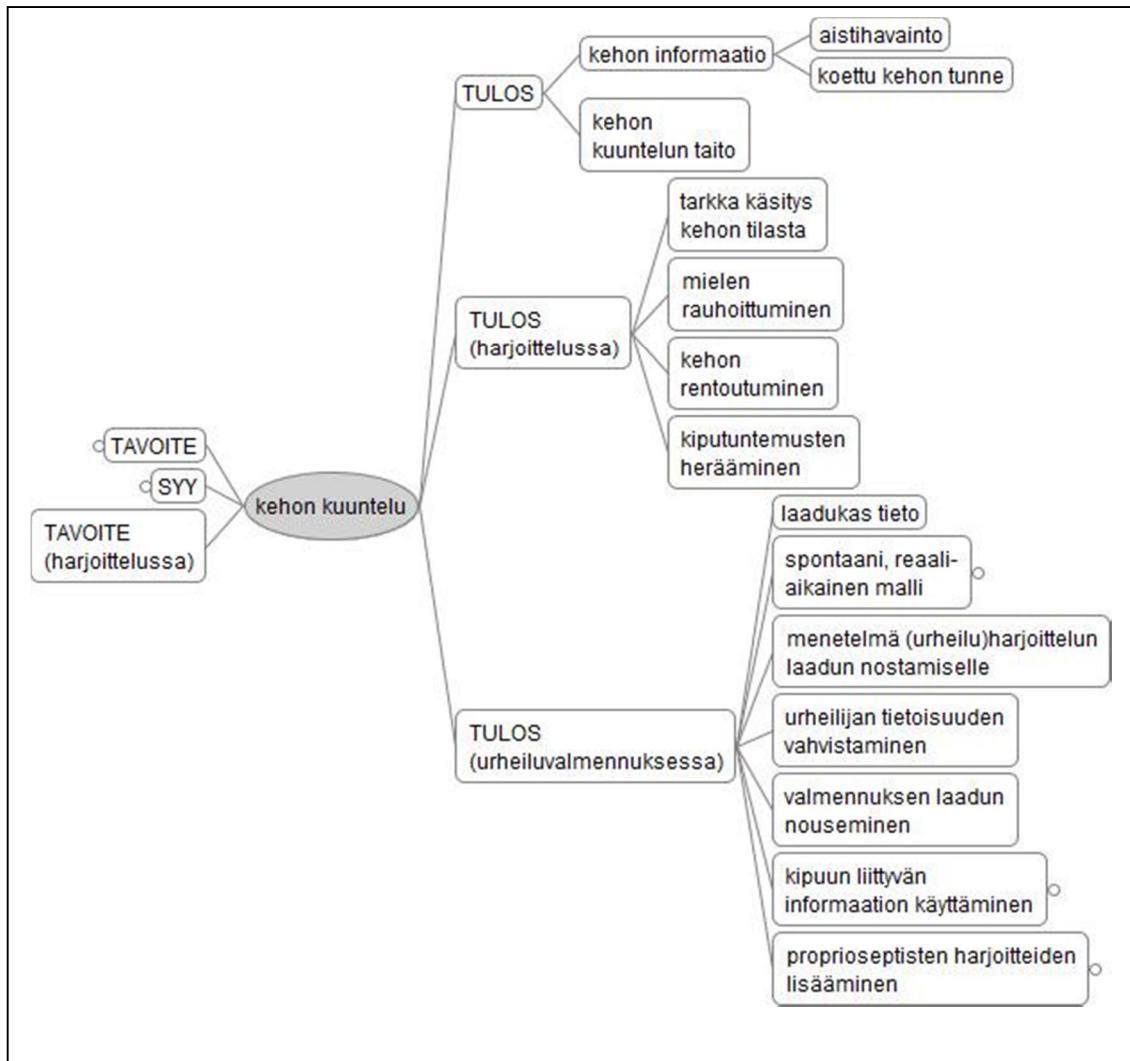 aistihavainto
kehon informaatio
koettu kehon tunne
TULOS
kehon
kuuntelun taito
tarkka käsitys
kehon tilasta
mielen
rauhoittuminen
TULOS
(harjoittelussa)
kehon
rentoutuminen
kiputuntemusten
herääminen
TAVOITE
SYY
kehon kuuntelu
TAVOITE
(harjoittelussa)
laadukas tieto
spontaani, reaali-
aikainen malli
menetelmä (urheilu)harjoittelun
laadun nostamiselle
urheilijan tietoisuuden
vahvistaminen
TULOS
(urheiluvalmennuksessa)
valmennuksen laadun
nouseminen
kipuun liittyvän
informaation käyttäminen
proprioseptisten harjoitteiden
lisääminen